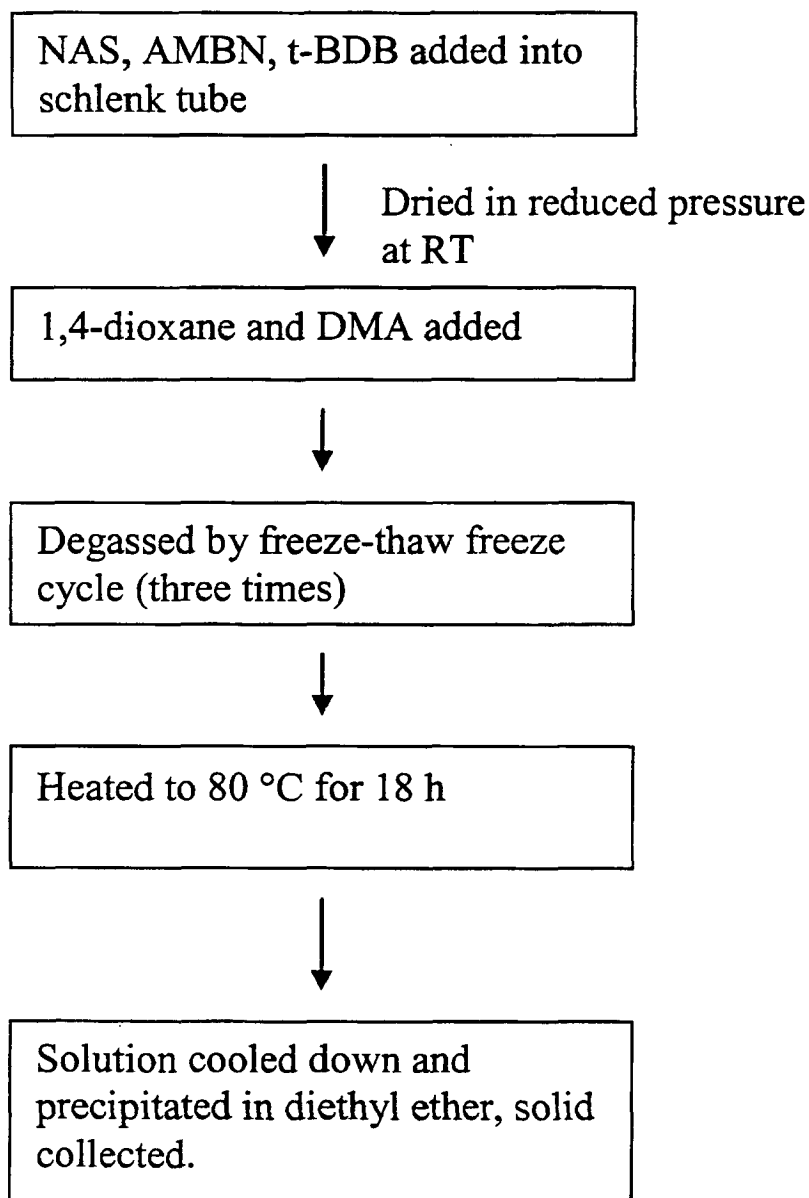 NAS, AMBN, t-BDB added into
schlenk tube
Dried in reduced pressure
at RT
1,4-dioxane and DMA added
Degassed by freeze-thaw freeze
cycle (three times)
Heated to 80 °C for 18 h
Solution cooled down and
precipitated in diethyl ether, solid
collected.